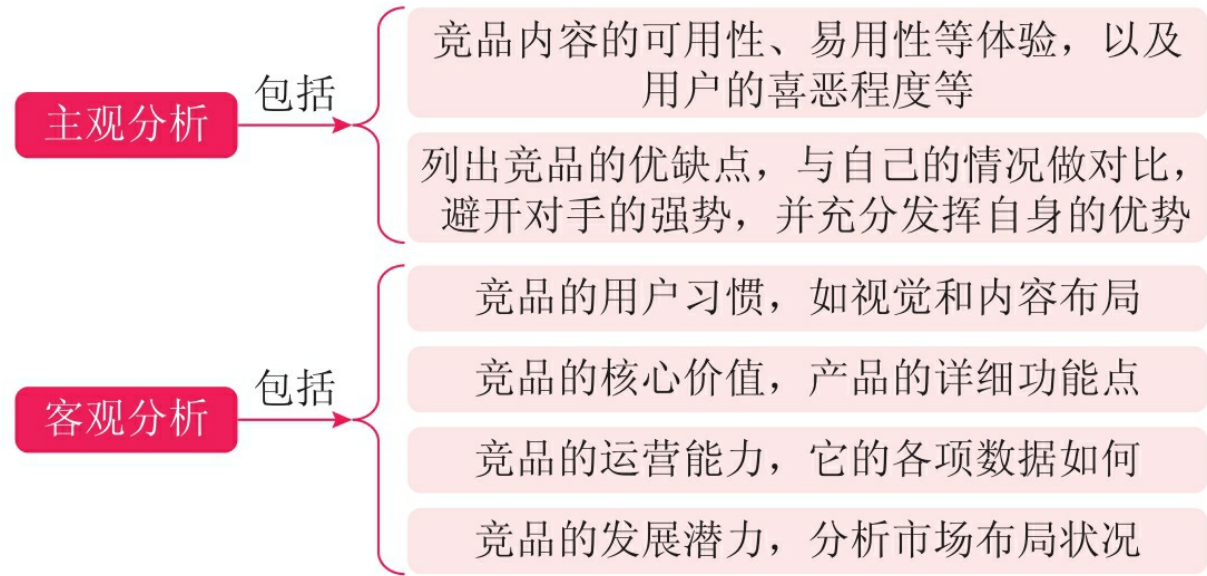 主观分析
包括
竞品内容的可用性、易用性等体验，以及
用户的喜恶程度等
列出竞品的优缺点，与自己的情况做对比，
避开对手的强势，并充分发挥自身的优势
客观分析
包括
竞品的用户习惯，如视觉和内容布局
竞品的核心价值，产品的详细功能点
竞品的运营能力，它的各项数据如何
竞品的发展潜力，分析市场布局状况